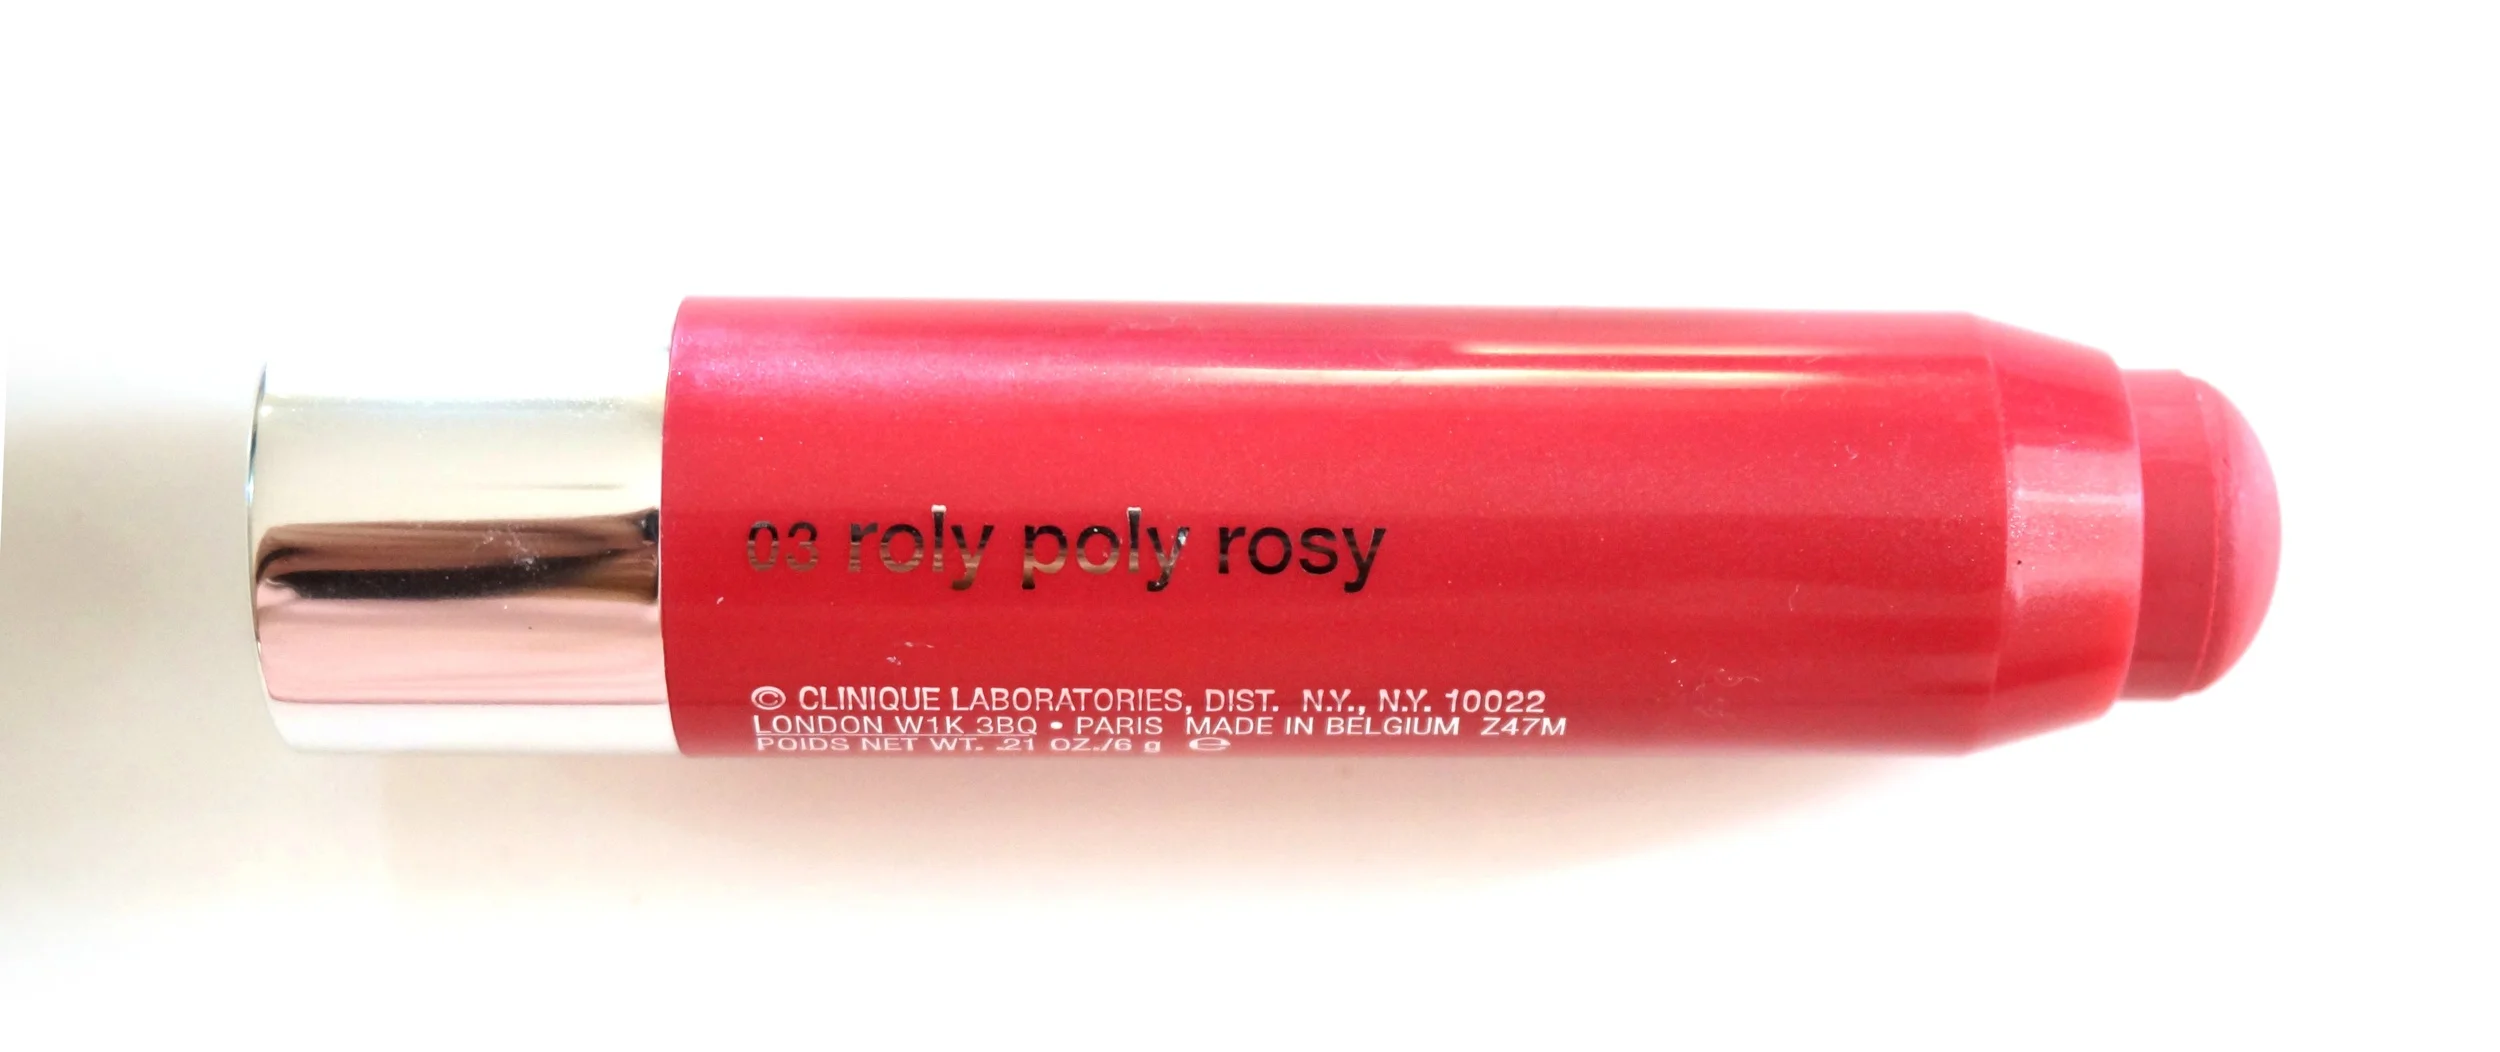 03 roly poly rosy
© CLINIQUE LABORATORIES, DIST. N.Y., N.Y. 10022
LONDON W1K 3BQ • PARIS MADE IN BELGIUM Z47M
POIDS NET WT. .21 OZ./6 g ℮